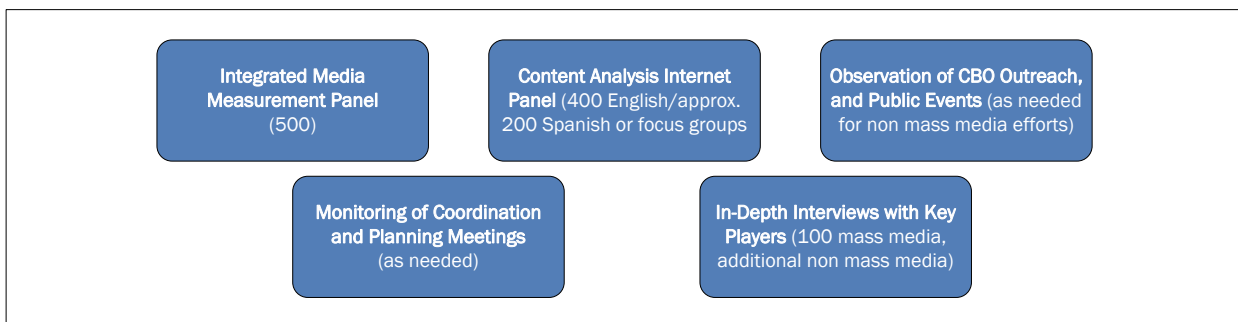 Integrated Media
Measurement Panel
(500)
Content Analysis Internet
Panel (400 English/approx.
200 Spanish or focus groups
Observation of CBO Outreach,
and Public Events (as needed
for non mass media efforts)
Monitoring of Coordination
and Planning Meetings
(as needed)
In-Depth Interviews with Key
Players (100 mass media,
additional non mass media)